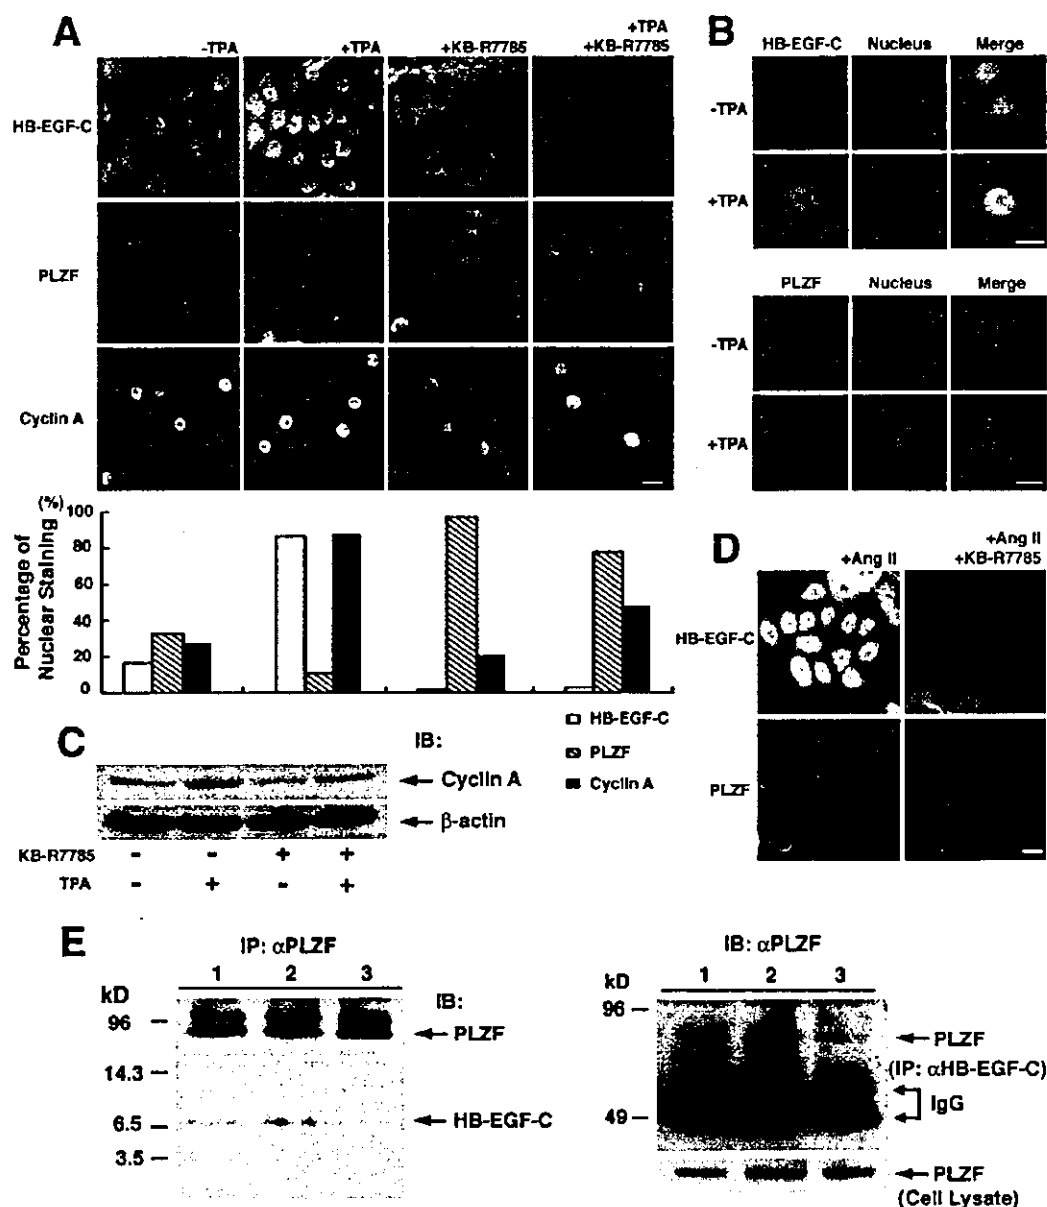 A
-TPA
+TPA
+KB-R7785
+TPA
+KB-R7785
HB-EGF-C
PLZF
Cyclin A
(%)
Percentage of
Nuclear Staining
100
80
60
40
20
0
HB-EGF-C
PLZF
Cyclin A
B
HB-EGF-C Nucleus Merge
-TPA
+TPA
PLZF Nucleus Merge
-TPA
+TPA
C
IB:
Cyclin A
β-actin
KB-R7785 - - + +
TPA - + - +
D
+Ang II
+Ang II
+KB-R7785
HB-EGF-C
PLZF
E
IP: αPLZF
1 2 3
kD
IB:
96
PLZF
14.3
6.5
HB-EGF-C
3.5
IB: αPLZF
1 2 3
kD
96
PLZF
(IP: αHB-EGF-C)
IgG
49
PLZF
(Cell Lysate)